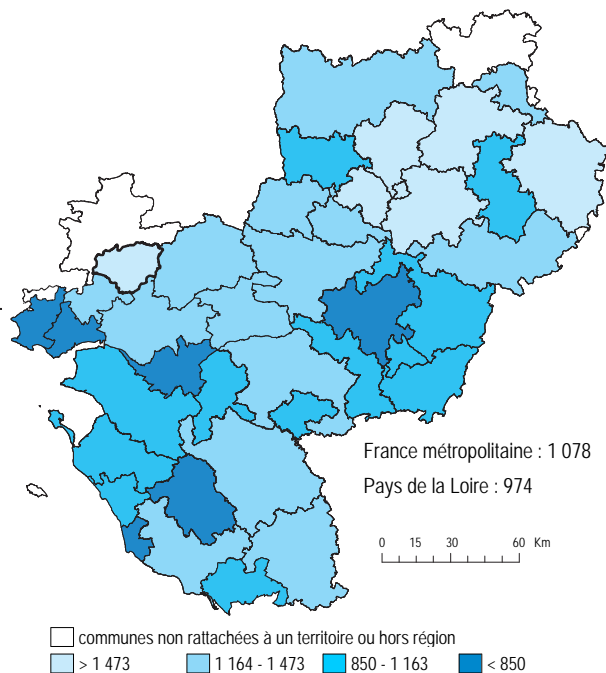 France métropolitaine : 1 078
Pays de la Loire : 974
0 15 30 60 Km
communes non rattachées à un territoire ou hors région
> 1 473 1 164 - 1 473 850 - 1 163 < 850